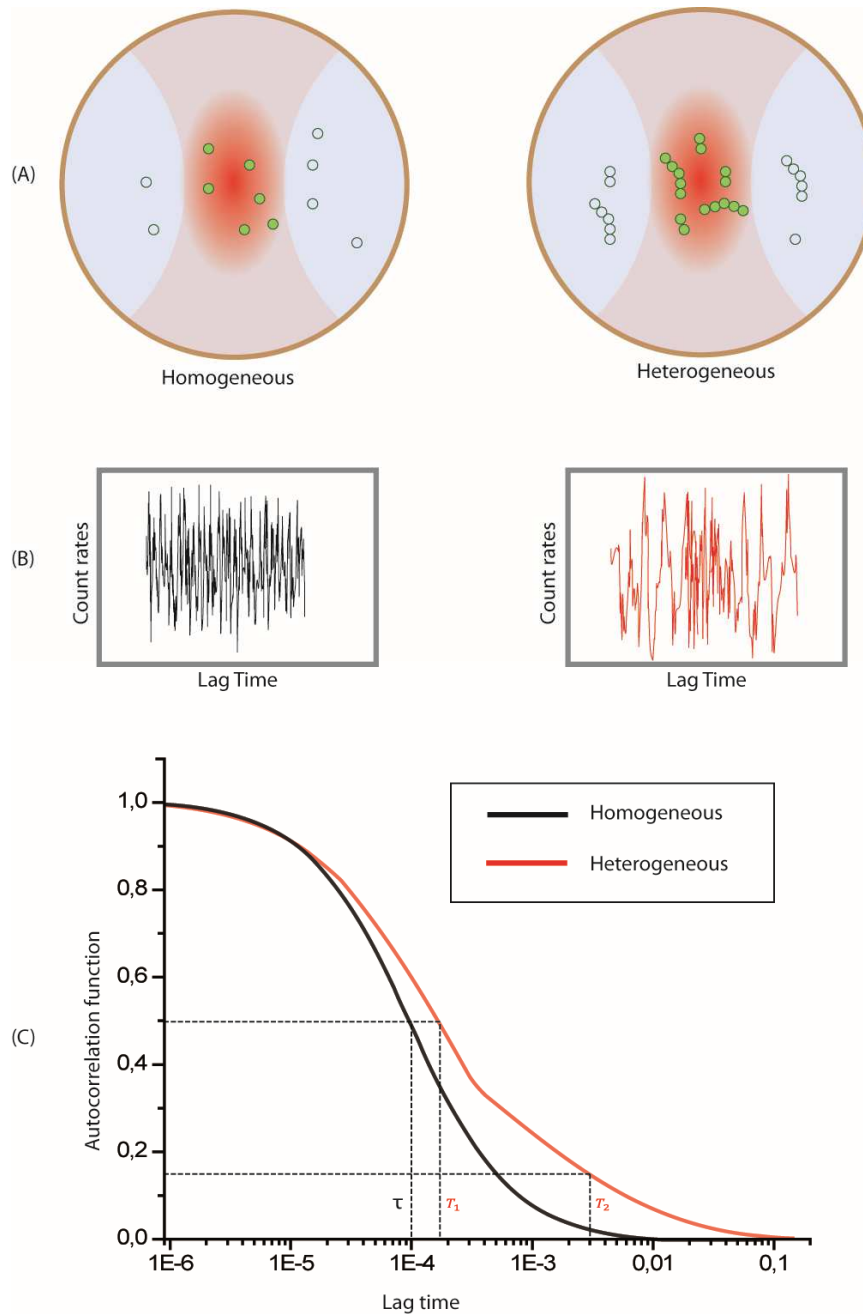 (A)
Homogeneous
Heterogeneous
(B)
Count rates
Lag Time
Count rates
Lag Time
(C)
Autocorrelation function
1,0
0,8
0,6
0,4
0,2
0,0
Homogeneous
Heterogeneous
τ
T₁
T₂
1E-6
1E-5
1E-4
1E-3
0,01
0,1
Lag time